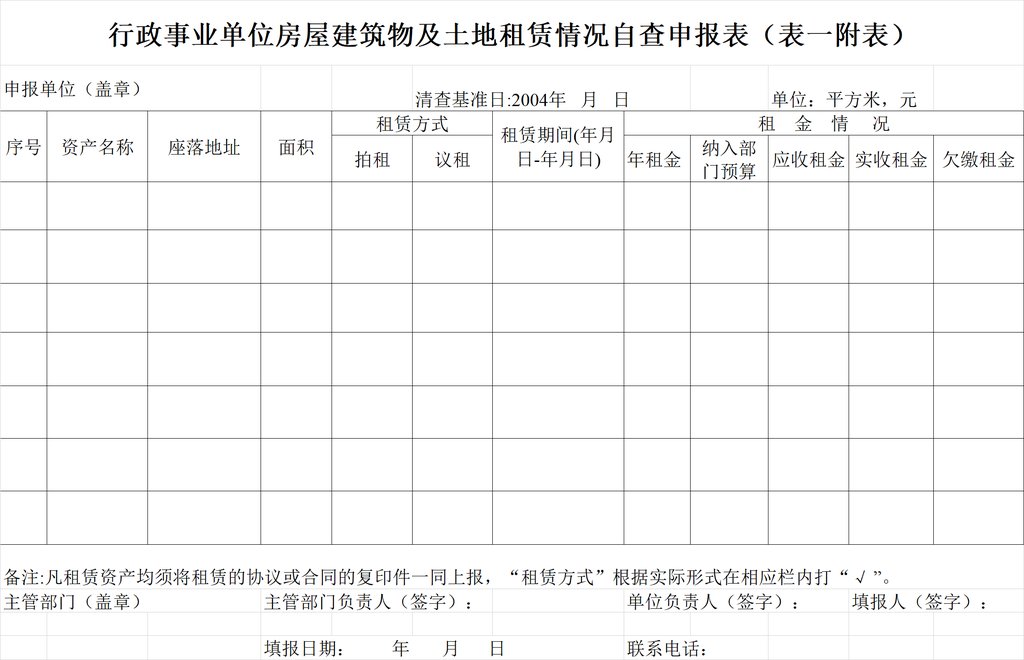 行政事业单位房屋建筑物及土地租赁情况自查申报表（表一附表）
申报单位（盖章）
清查基准日:2004年 月 日
单位：平方米，元
序号
资产名称
座落地址
面积
租赁方式
拍租
议租
租赁期间(年月
日-年月日)
租 金 情 况
年租金
纳入部
门预算
应收租金
实收租金
欠缴租金
备注:凡租赁资产均须将租赁的协议或合同的复印件一同上报，“租赁方式”根据实际形式在相应栏内打“√”。
主管部门（盖章） 主管部门负责人（签字）： 单位负责人（签字）： 填报人（签字）：
填报日期： 年 月 日 联系电话：